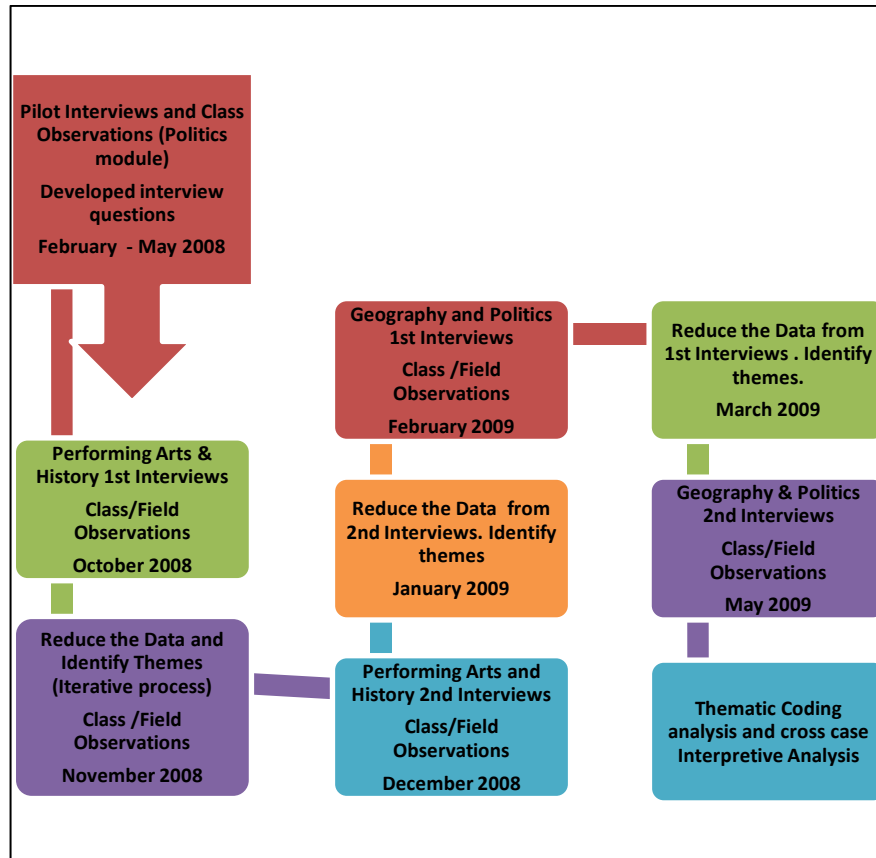 Pilot Interviews and Class
Observations (Politics
module)
Developed interview
questions
February - May 2008
Performing Arts &
History 1st Interviews
Class/Field
Observations
October 2008
Reduce the Data and
Identify Themes
(Iterative process)
Class /Field
Observations
November 2008
Performing Arts and
History 2nd Interviews
Class/Field
Observations
December 2008
Reduce the Data from
2nd Interviews. Identify
themes
January 2009
Geography and Politics
1st Interviews
Class /Field
Observations
February 2009
Reduce the Data from
1st Interviews . Identify
themes.
March 2009
Geography & Politics
2nd Interviews
Class/Field
Observations
May 2009
Thematic Coding
analysis and cross case
Interpretive Analysis